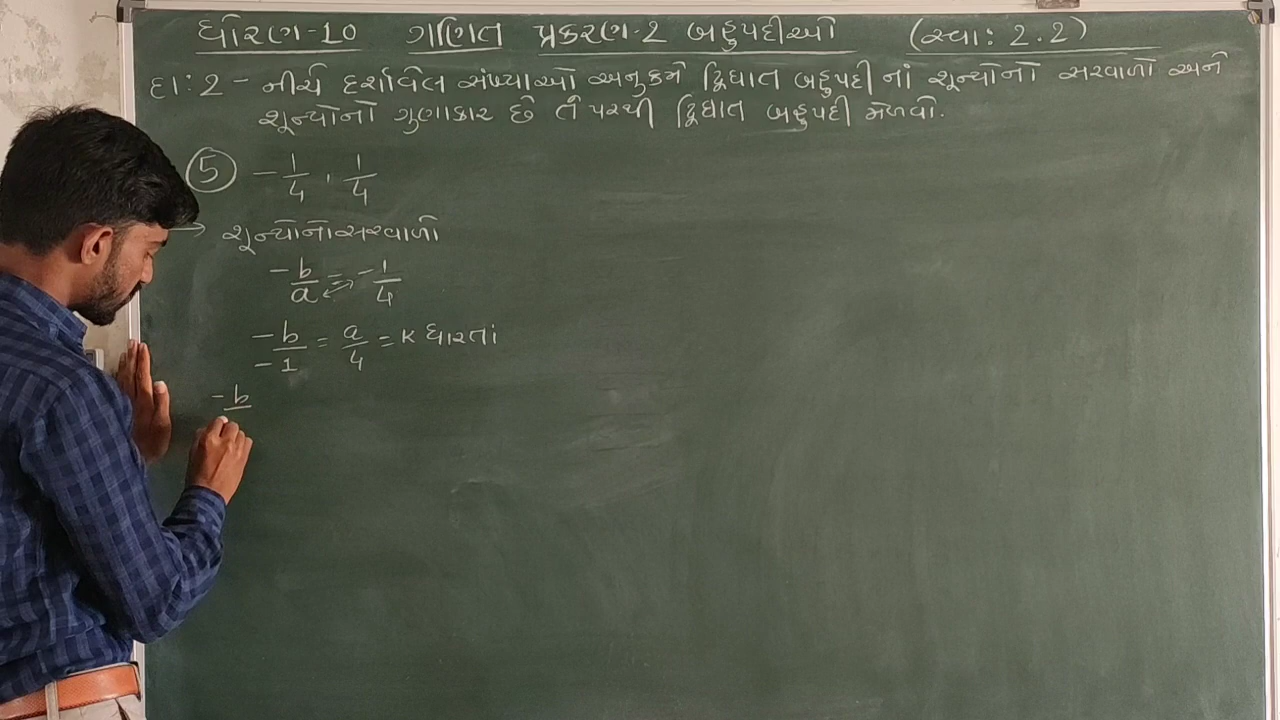 ધોરણ-10 ગણિત પ્રકરણ-2 બહુપદીઓ (સ્વા: 2.2)
દા:2 - નીચે દર્શાવેલ સંખ્યાઓ અનુક્રમે દ્વિઘાત બહુપદી નાં શૂન્યોનો સરવાળો અને
શૂન્યોનો ગુણાકાર છે તે પરથી દ્વિઘાત બહુપદી મેળવો.
5 -1/4 , 1/4
→ શૂન્યોનો સરવાળો
-b/a = -1/4
-b/-1 = a/4 = K ધારતાં
-b